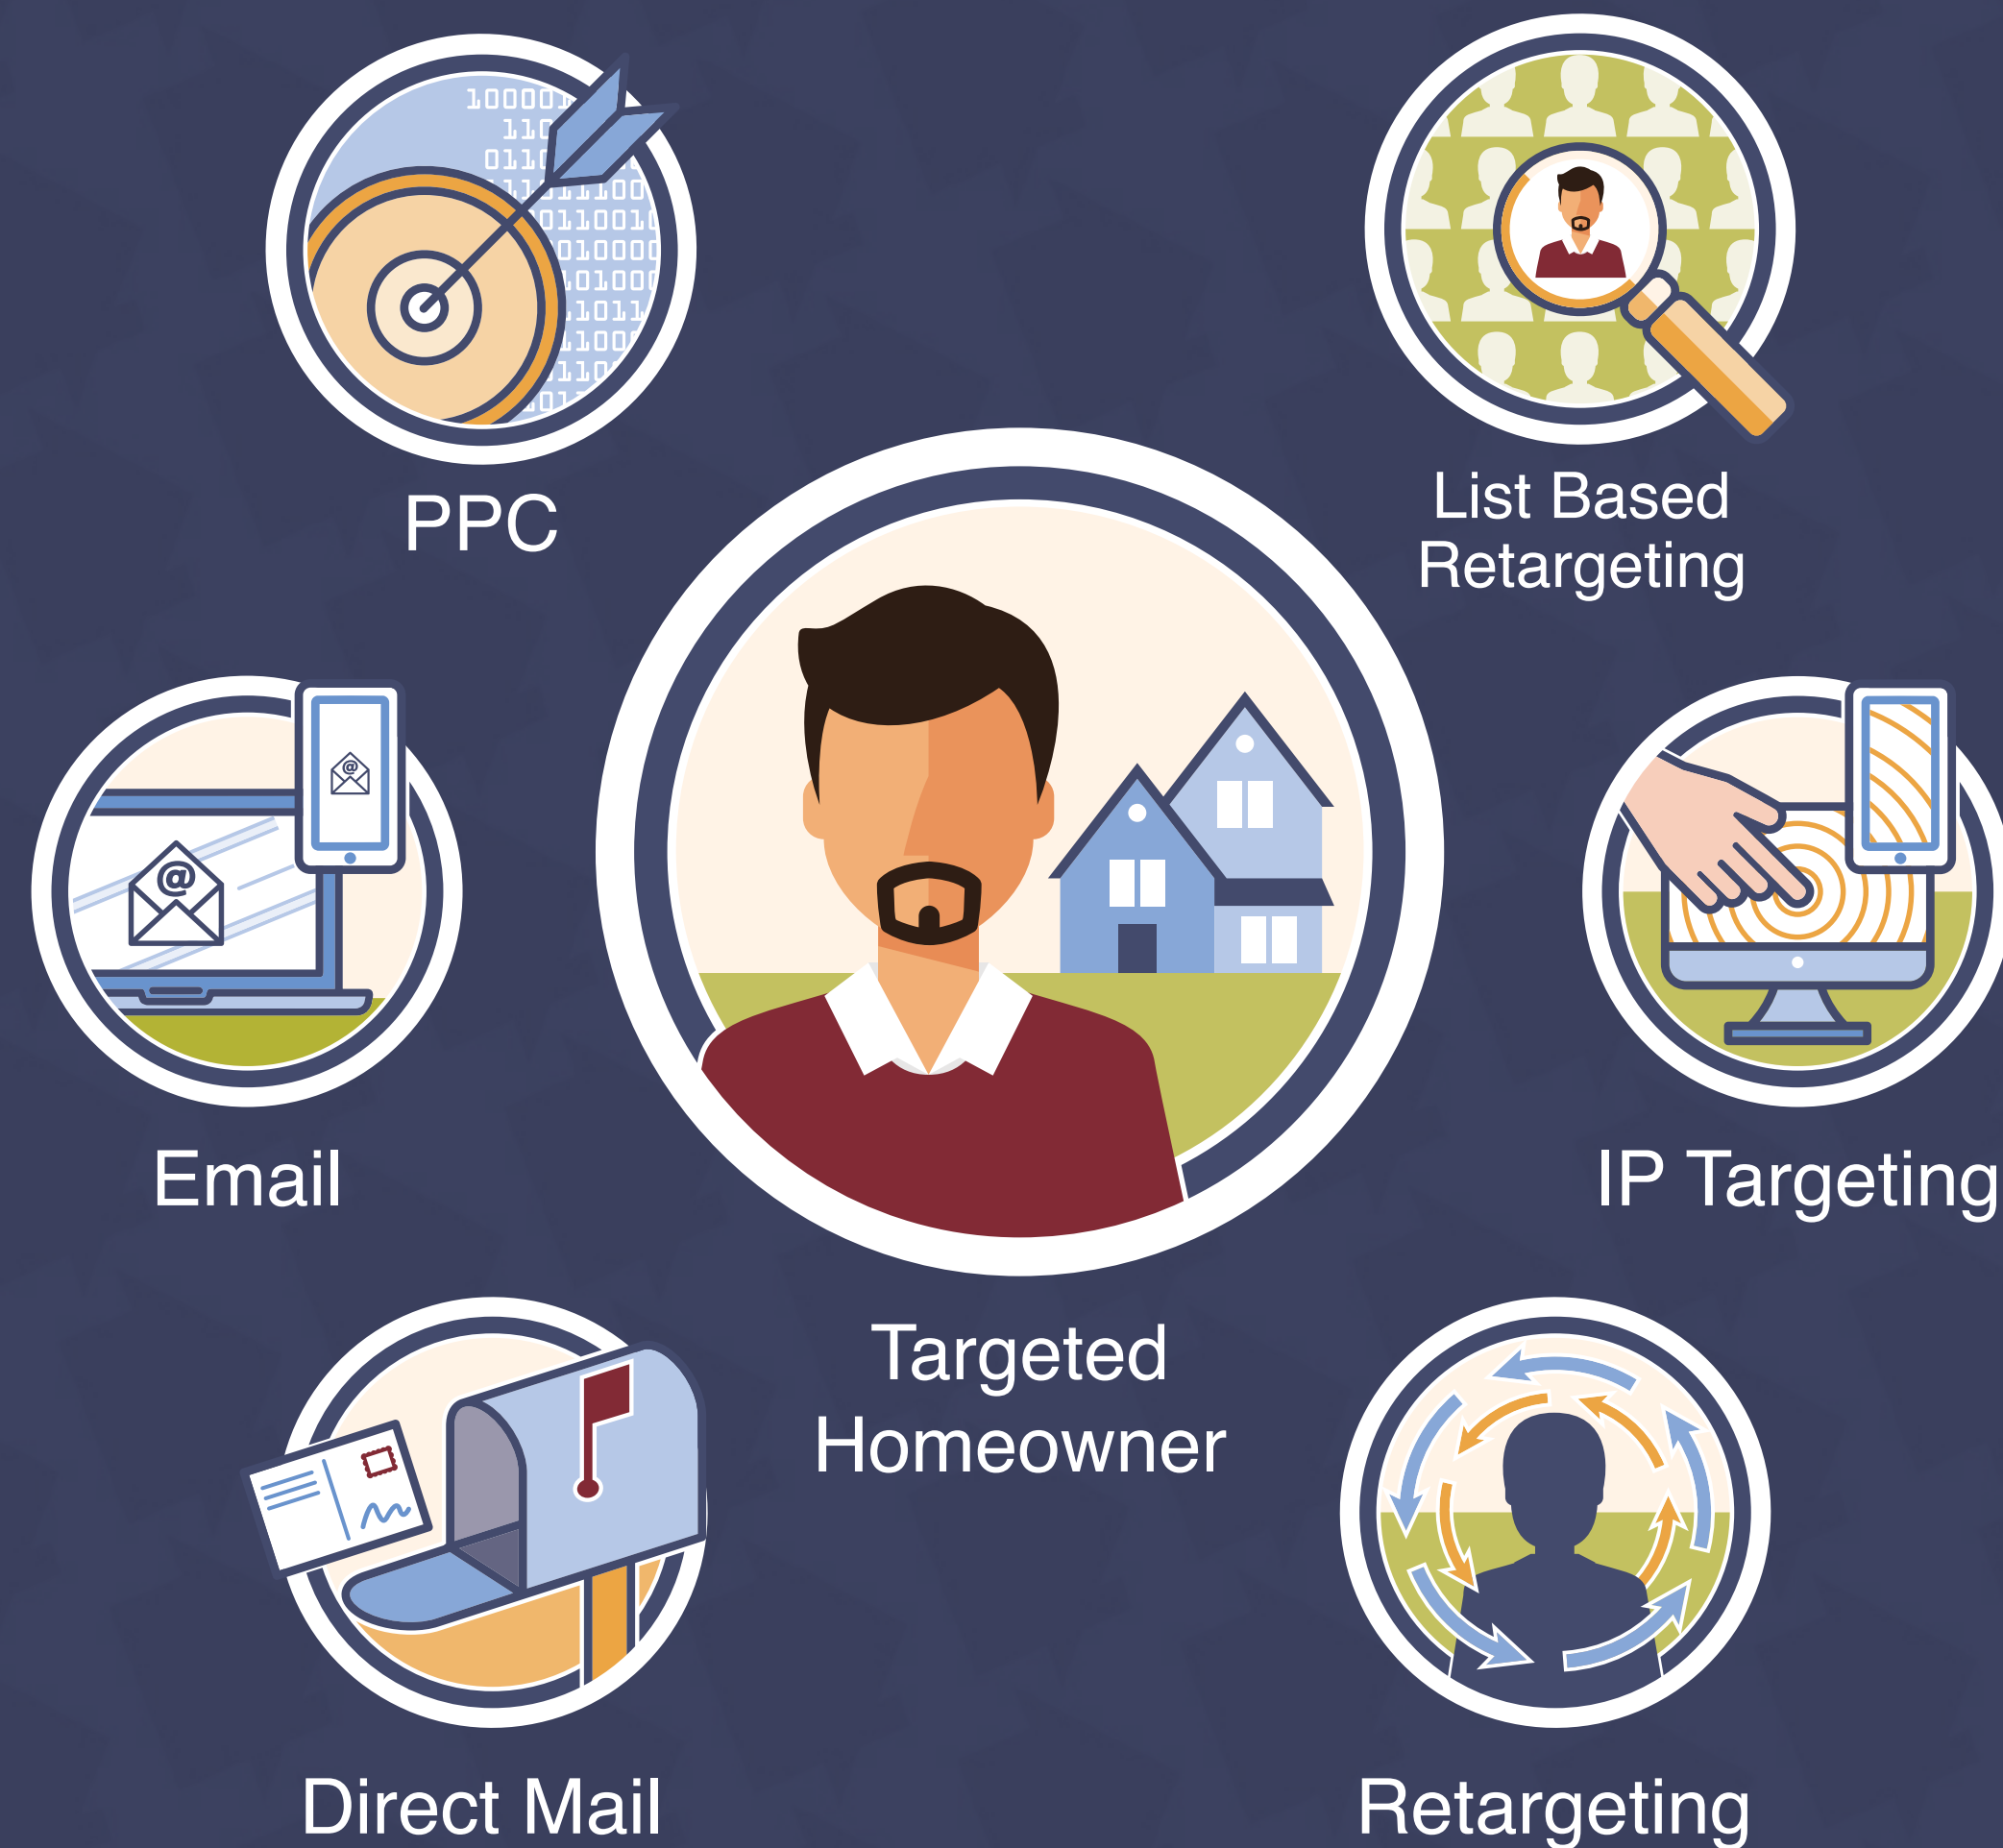 PPC
List Based
Retargeting
Email
IP Targeting
Targeted
Homeowner
Direct Mail
Retargeting